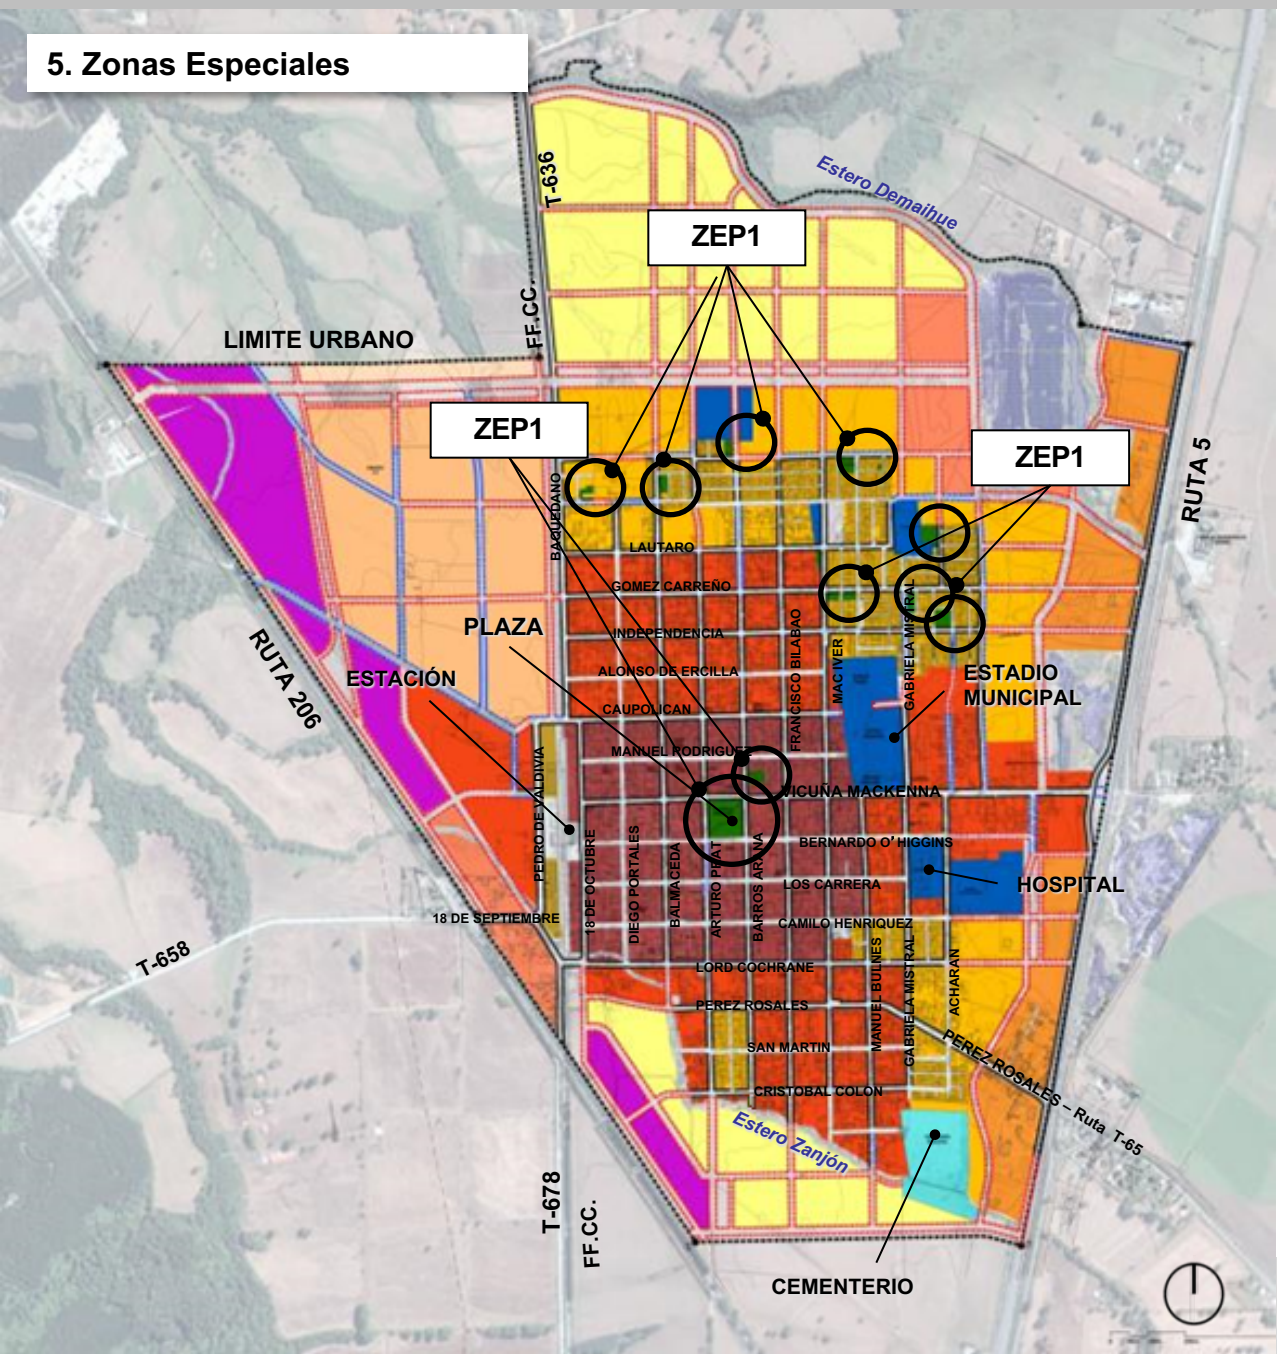 5. Zonas Especiales
T-636
Estero Demaihue
ZEP1
FF.CC.
LIMITE URBANO
ZEP1
ZEP1
RUTA 5
BAQUEDANO
LAUTARO
GOMEZ CARREÑO
INDEPENDENCIA
ALONSO DE ERCILLA
CAUPOLICAN
MANUEL RODRIGUEZ
FRANCISCO BILABAO
MAC IVER
GABRIELA MISTRAL
PLAZA
ESTACIÓN
RUTA 206
ESTADIO
MUNICIPAL
VICUÑA MACKENNA
PEDRO DE VALDIVIA
18 DE OCTUBRE
DIEGO PORTALES
BALMACEDA
ARTURO PRAT
BARROS ARANA
BERNARDO O' HIGGINS
LOS CARRERA
HOSPITAL
18 DE SEPTIEMBRE
CAMILO HENRIQUEZ
T-658
LORD COCHRANE
MANUEL BULNES
GABRIELA MISTRAL
ACHARAN
PEREZ ROSALES
SAN MARTIN
PEREZ ROSALES – Ruta T-65
CRISTOBAL COLON
Estero Zanjón
T-678
FF.CC.
CEMENTERIO